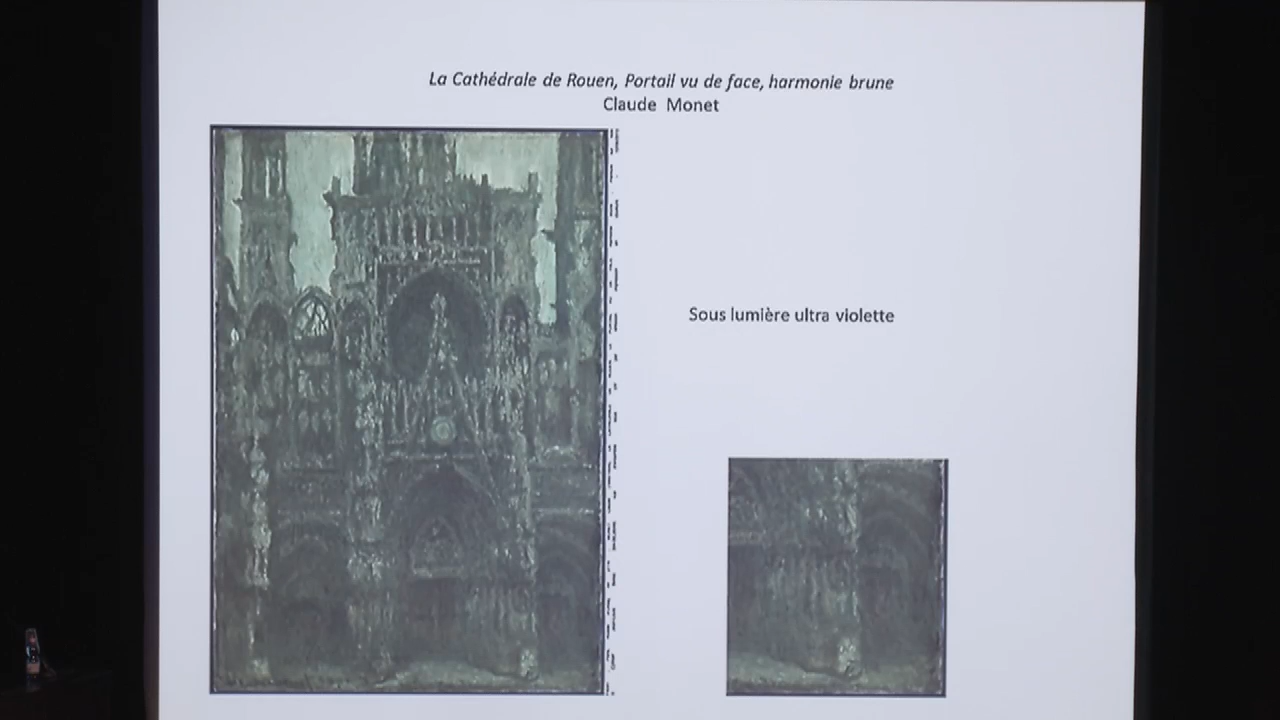 La Cathédrale de Rouen, Portail vu de face, harmonie brune
Claude Monet
Sous lumière ultra violette